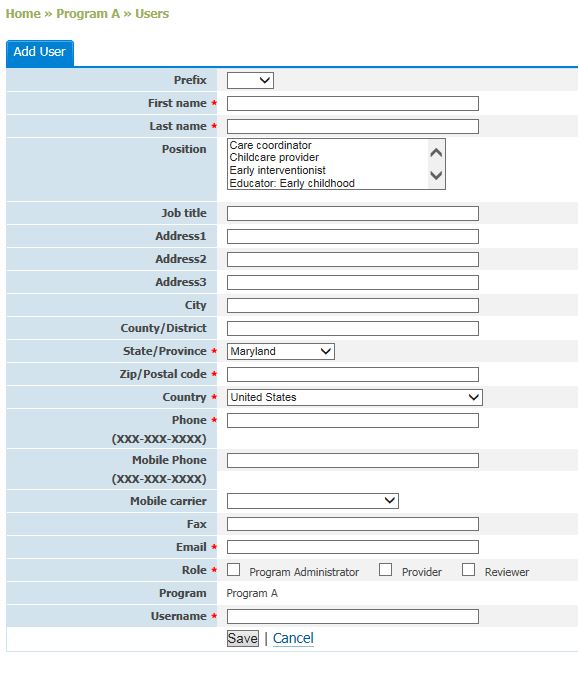 Home » Program A » Users
Add User
Prefix
First name *
Last name *
Position
Care coordinator
Childcare provider
Early interventionist
Educator: Early childhood
Job title
Address1
Address2
Address3
City
County/District
State/Province * Maryland
Zip/Postal code *
Country * United States
Phone *
(XXX-XXX-XXXX)
Mobile Phone
(XXX-XXX-XXXX)
Mobile carrier
Fax
Email *
Role * Program Administrator Provider Reviewer
Program Program A
Username *
Save | Cancel